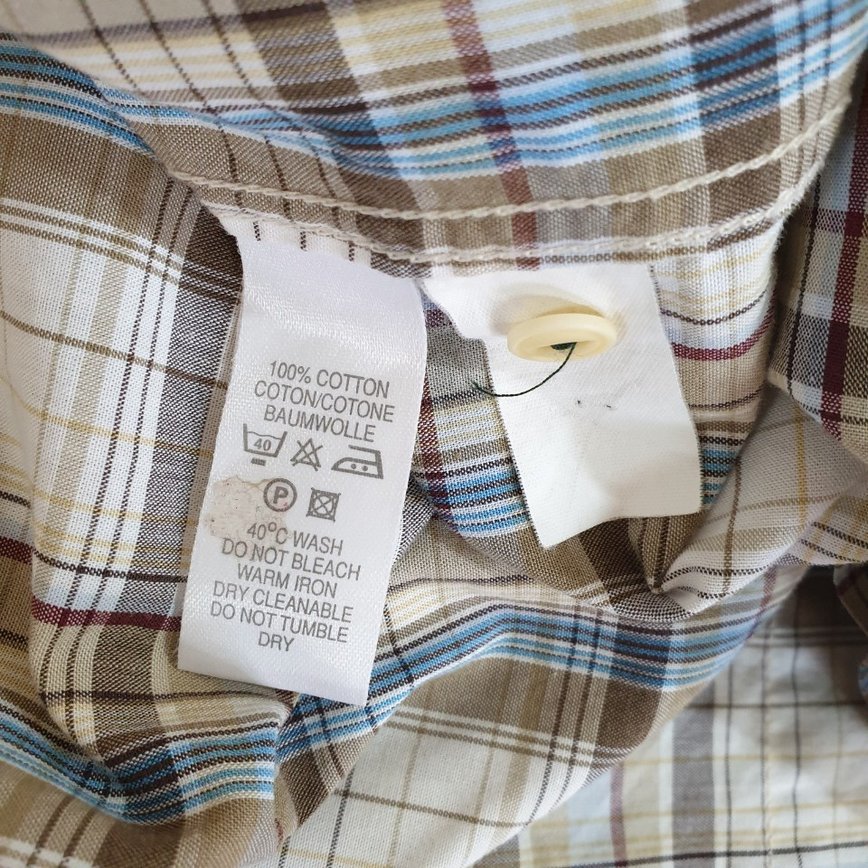 100% COTTON
COTON/COTONE
BAUMWOLLE
40
P
40°C WASH
DO NOT BLEACH
WARM IRON
DRY CLEANABLE
DO NOT TUMBLE
DRY